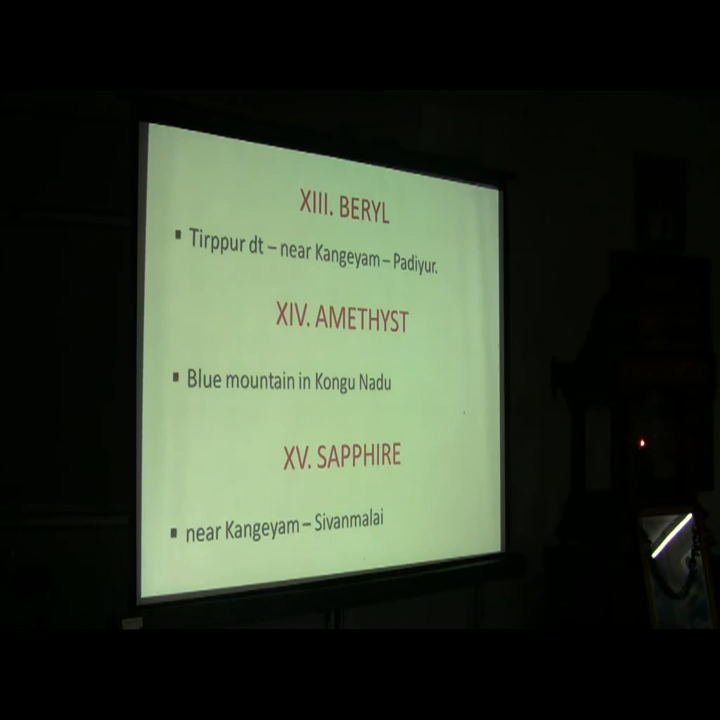 XIII. BERYL
▪ Tirppur dt – near Kangeyam – Padiyur.
XIV. AMETHYST
▪ Blue mountain in Kongu Nadu
XV. SAPPHIRE
▪ near Kangeyam – Sivanmalai